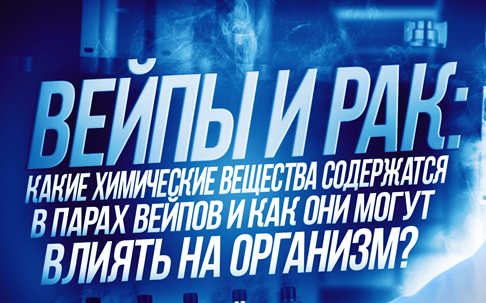 ВЕЙПЫ И РАК:
КАКИЕ ХИМИЧЕСКИЕ ВЕЩЕСТВА СОДЕРЖАТСЯ
В ПАРАХ ВЕЙПОВ И КАК ОНИ МОГУТ
ВЛИЯТЬ НА ОРГАНИЗМ?